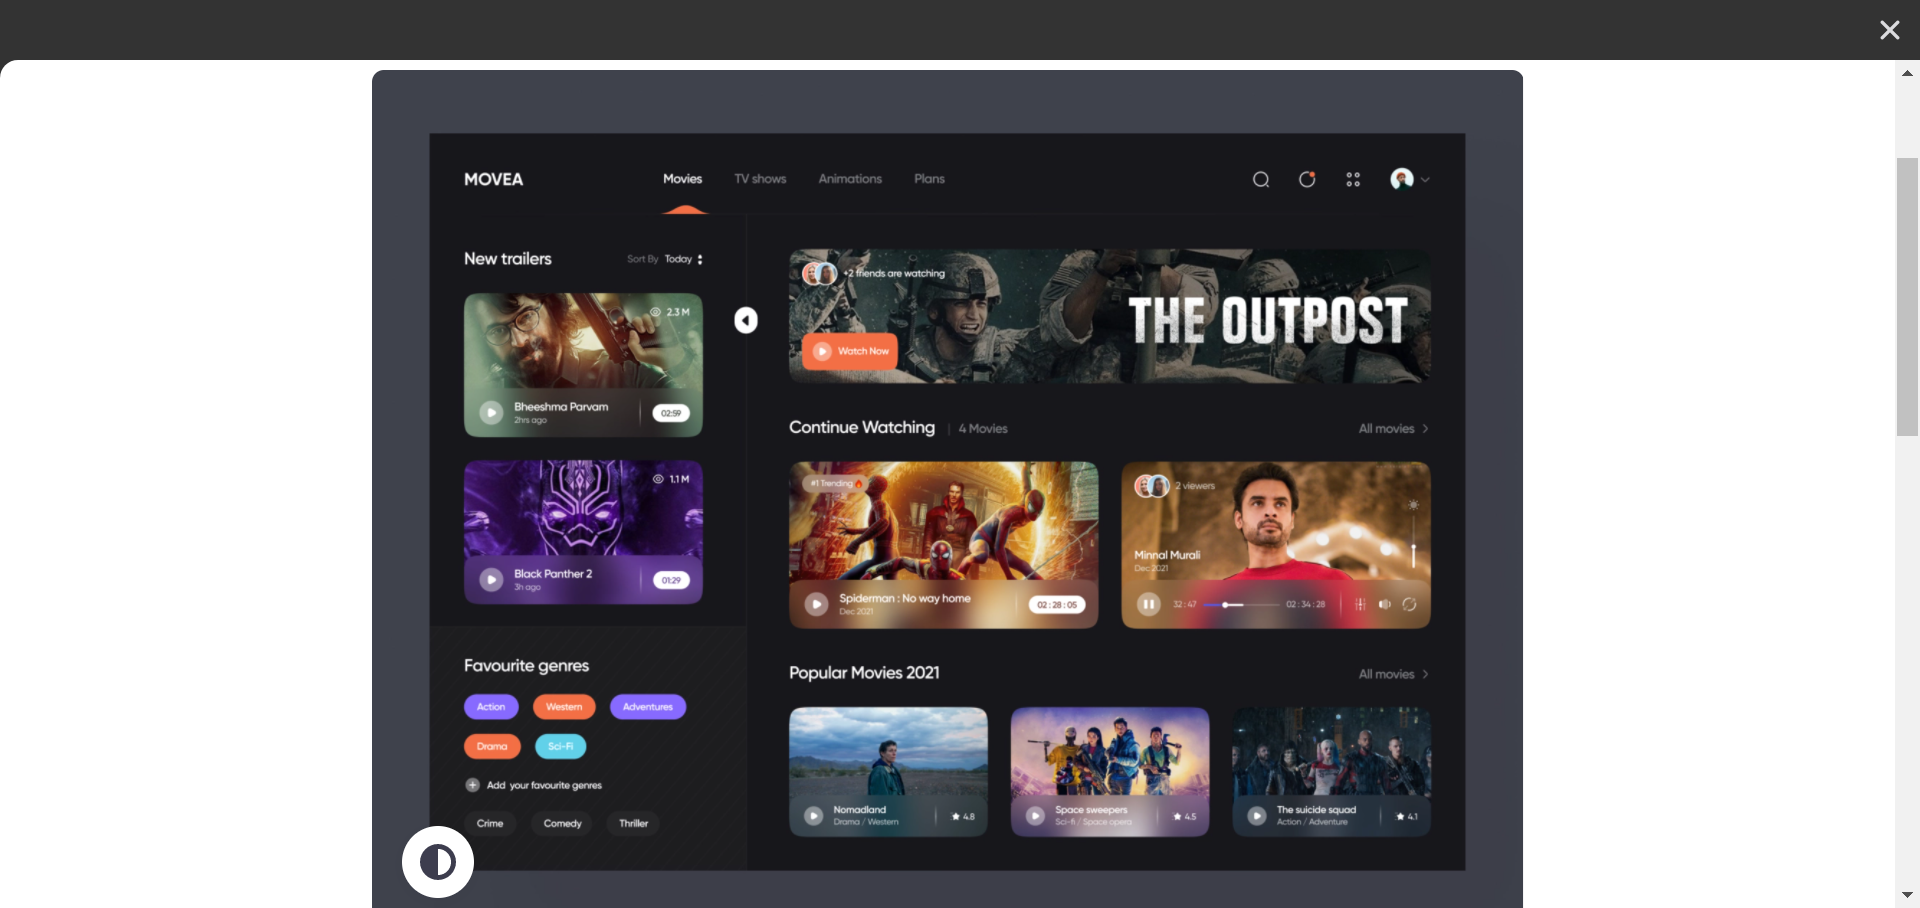 MOVEA
Movies
TV shows
Animations
Plans
New trailers
Sort By Today
2.3 M
Bheeshma Parvam
2hrs ago
02:59
1.1 M
Black Panther 2
3h ago
01:29
Favourite genres
Action
Western
Adventures
Drama
Sci-Fi
Add your favourite genres
Crime
Comedy
Thriller
+2 friends are watching
THE OUTPOST
Watch Now
Continue Watching | 4 Movies
All movies
#1 Trending
Spiderman : No way home
Dec 2021
02 : 28 : 05
2 viewers
Minnal Murali
Dec 2021
32 : 47
02 : 34 : 28
Popular Movies 2021
All movies
Nomadland
Drama / Western
4.8
Space sweepers
Sci-fi / Space opera
4.5
The suicide squad
Action / Adventure
4.1